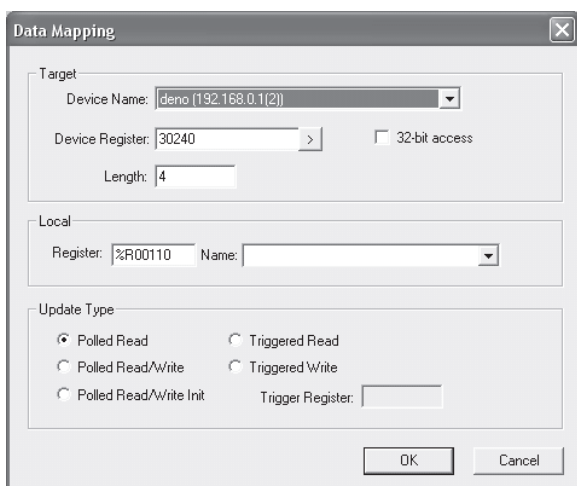 Data Mapping
Target
Device Name: deno (192.168.0.1(2))
Device Register: 30240 > 32-bit access
Length: 4
Local
Register: %R00110 Name:
Update Type
Polled Read Triggered Read
Polled Read/Write Triggered Write
Polled Read/Write Init Trigger Register:
OK Cancel